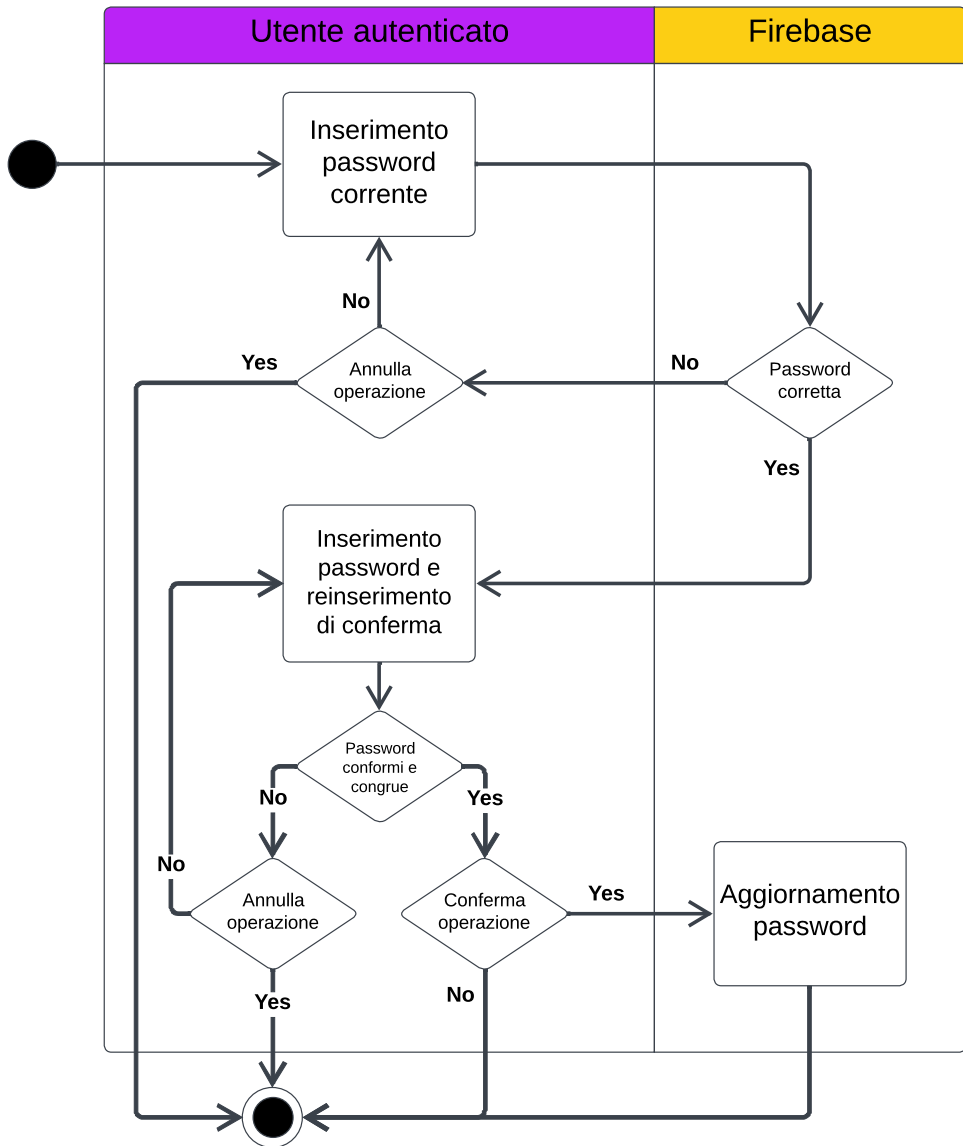 Utente autenticato
Firebase
Inserimento
password
corrente
No
Yes
Annulla
operazione
No
Password
corretta
Yes
Inserimento
password e
reinserimento
di conferma
Password
conformi e
congrue
No
Yes
No
Annulla
operazione
Conferma
operazione
Yes
Aggiornamento
password
Yes
No